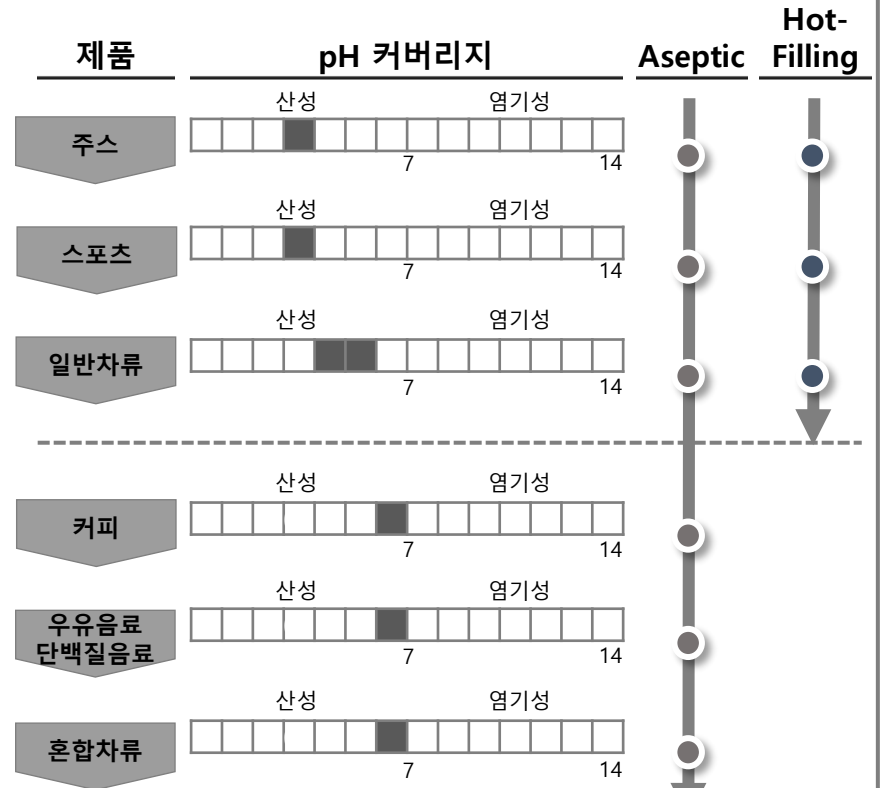 제품 pH 커버리지 Aseptic Hot-
Filling
산성 염기성
주스
7 14
산성 염기성
스포츠
7 14
산성 염기성
일반차류
7 14
산성 염기성
커피
7 14
산성 염기성
우유음료
단백질음료
7 14
산성 염기성
혼합차류
7 14